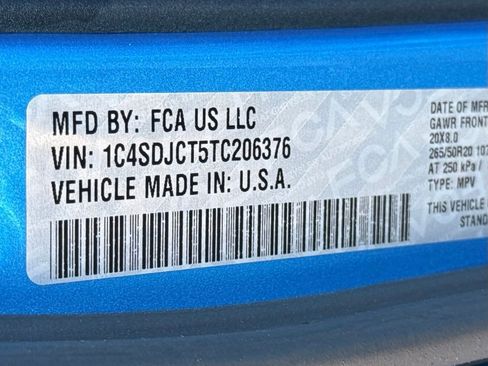 MFD BY: FCA US LLC
VIN: 1C4SDJCT5TC206376
VEHICLE MADE IN: U.S.A.
DATE OF MFR
GAWR FRONT
20X8.0
265/50R20 107
AT 250 kPa /
TYPE: MPV
THIS VEHICLE
STAND